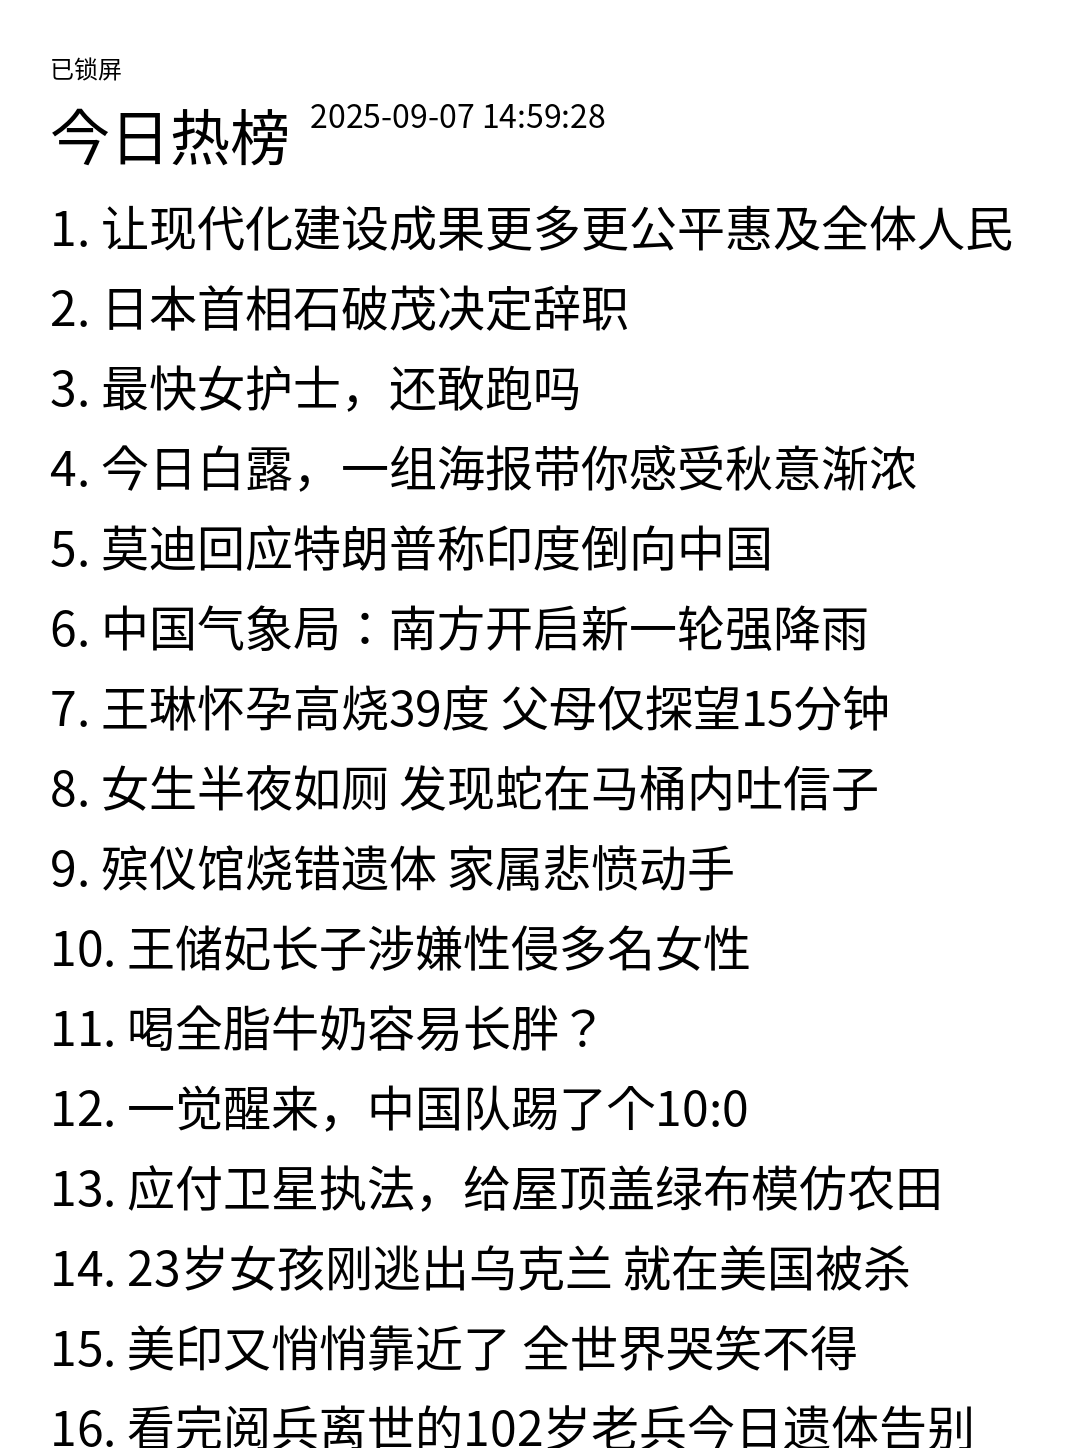 已锁屏
今日热榜 2025-09-07 14:59:28
1. 让现代化建设成果更多更公平惠及全体人民
2. 日本首相石破茂决定辞职
3. 最快女护士，还敢跑吗
4. 今日白露，一组海报带你感受秋意渐浓
5. 莫迪回应特朗普称印度倒向中国
6. 中国气象局：南方开启新一轮强降雨
7. 王琳怀孕高烧39度 父母仅探望15分钟
8. 女生半夜如厕 发现蛇在马桶内吐信子
9. 殡仪馆烧错遗体 家属悲愤动手
10. 王储妃长子涉嫌性侵多名女性
11. 喝全脂牛奶容易长胖？
12. 一觉醒来，中国队踢了个10:0
13. 应付卫星执法，给屋顶盖绿布模仿农田
14. 23岁女孩刚逃出乌克兰 就在美国被杀
15. 美印又悄悄靠近了 全世界哭笑不得
16. 看完阅兵离世的102岁老兵今日遗体告别